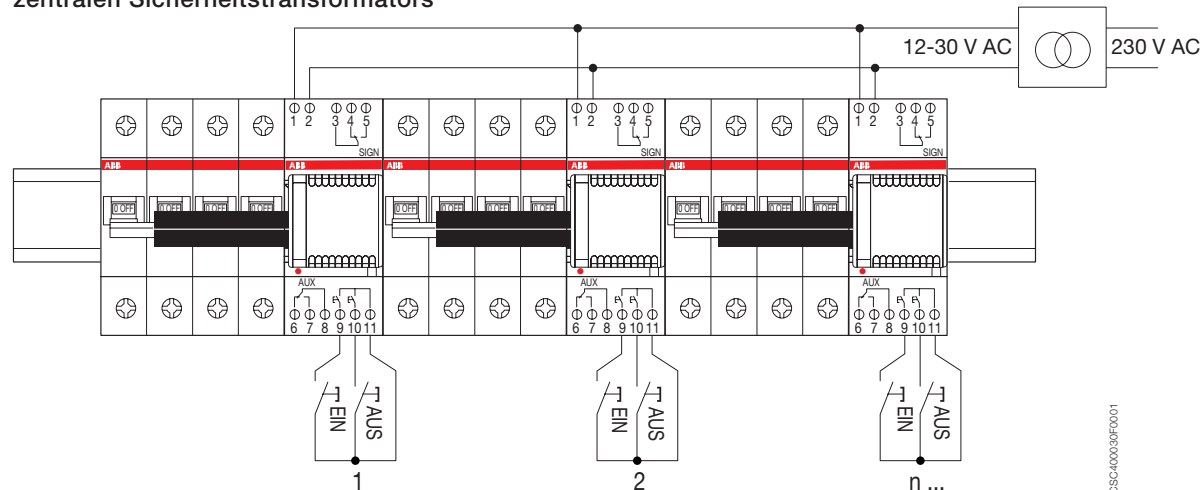 zentralen Sicherheitstransformators
12-30 V AC 230 V AC
1 2 3 4 5 1 2 3 4 5 1 2 3 4 5
SIGN SIGN SIGN
ABB ABB ABB ABB ABB ABB
0 OFF 0 OFF 0 OFF 0 OFF 0 OFF 0 OFF 0 OFF 0 OFF 0 OFF 0 OFF 0 OFF 0 OFF
AUX AUX AUX
6 7 8 9 10 11 6 7 8 9 10 11 6 7 8 9 10 11
EIN AUS EIN AUS EIN AUS
1 2 n ...